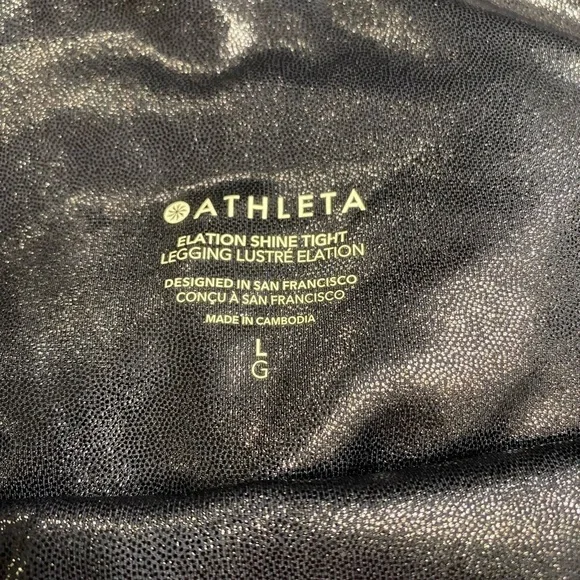 ATHLETA
ELATION SHINE TIGHT
LEGGING LUSTRÉ ELATION
DESIGNED IN SAN FRANCISCO
CONÇU À SAN FRANCISCO
MADE IN CAMBODIA
L
G